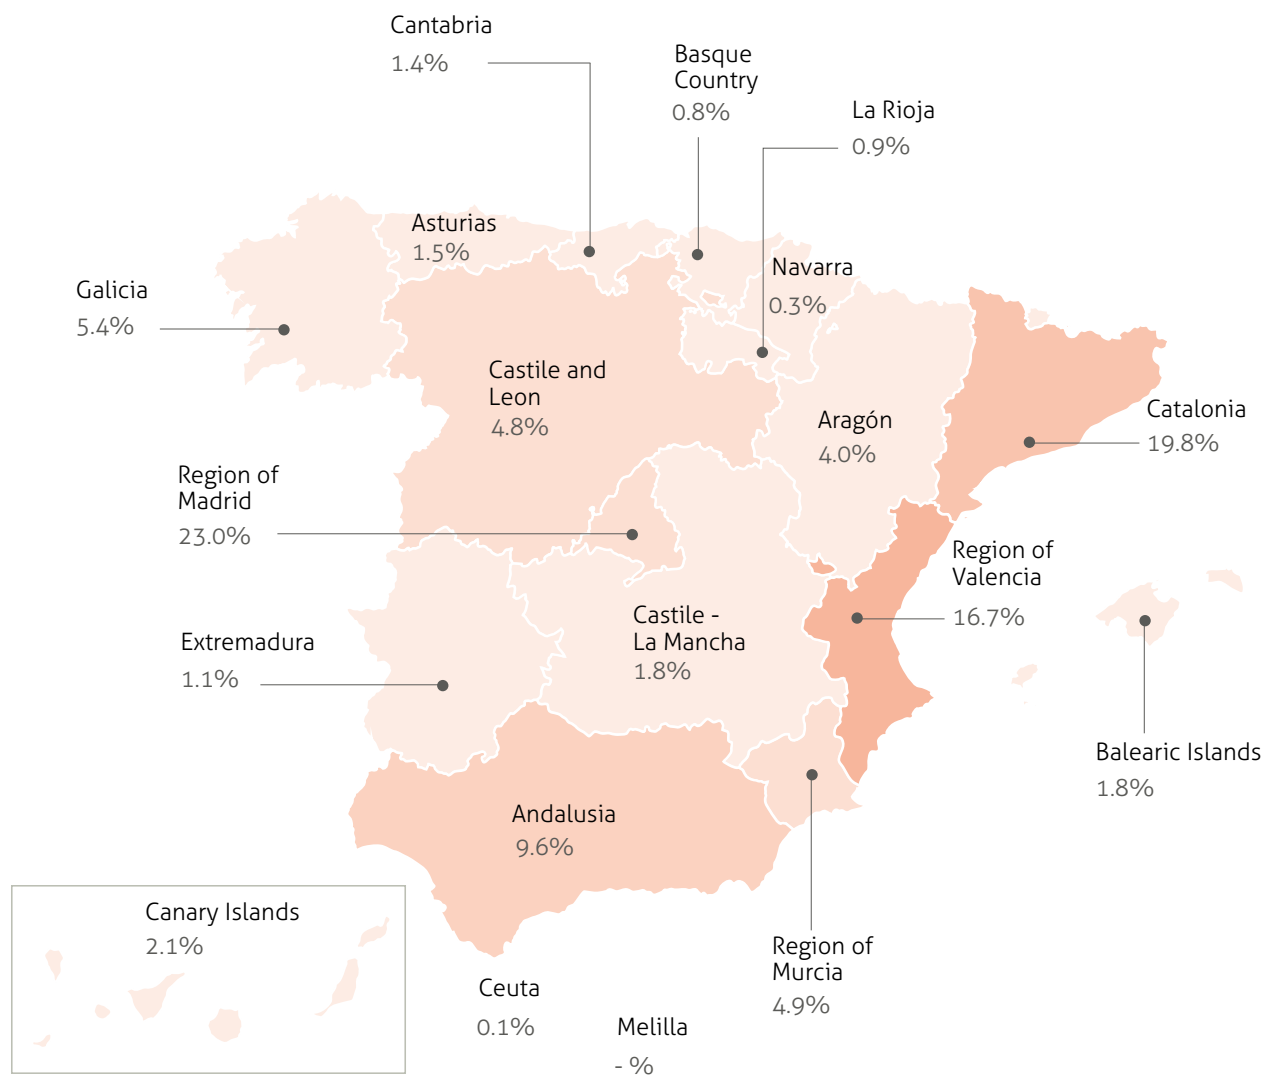 Cantabria
1.4%
Basque
Country
0.8%
La Rioja
0.9%
Asturias
1.5%
Navarra
0.3%
Galicia
5.4%
Castile and
Leon
4.8%
Aragón
4.0%
Catalonia
19.8%
Region of
Madrid
23.0%
Region of
Valencia
16.7%
Castile -
La Mancha
1.8%
Extremadura
1.1%
Balearic Islands
1.8%
Andalusia
9.6%
Canary Islands
2.1%
Region of
Murcia
4.9%
Ceuta
0.1%
Melilla
- %